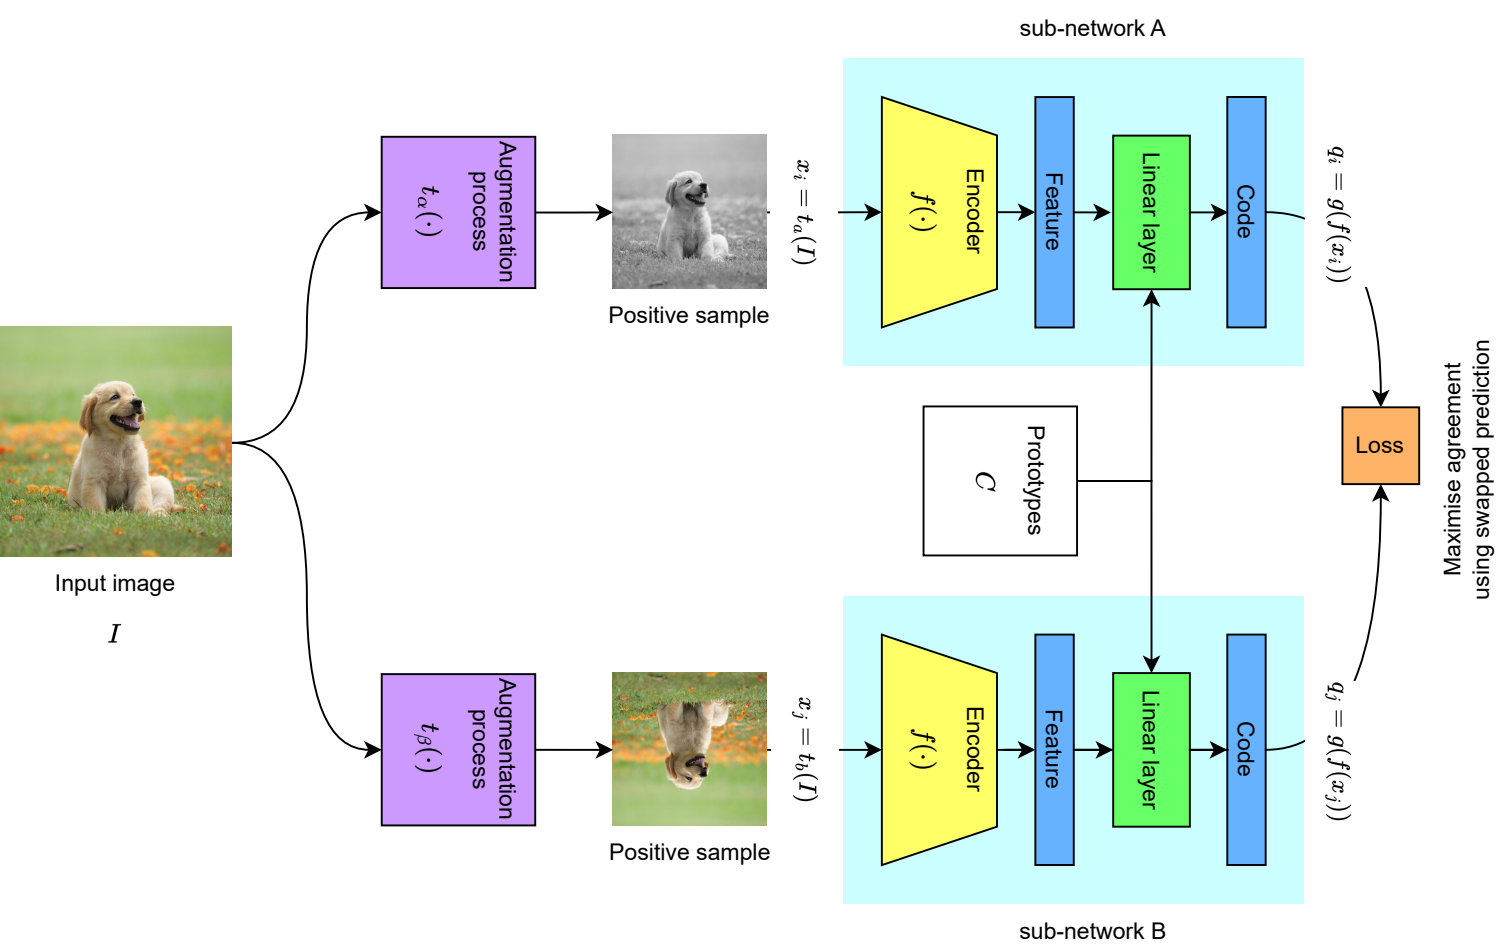 sub-network A
Augmentation
process
t_α(·)
Positive sample
x_i = t_a(I)
Encoder
f(·)
Feature
Linear layer
Code
q_i = g(f(x_i))
Input image
I
Prototypes
C
Loss
Maximise agreement
using swapped prediction
Augmentation
process
t_β(·)
Positive sample
x_j = t_b(I)
Encoder
f(·)
Feature
Linear layer
Code
q_j = g(f(x_j))
sub-network B